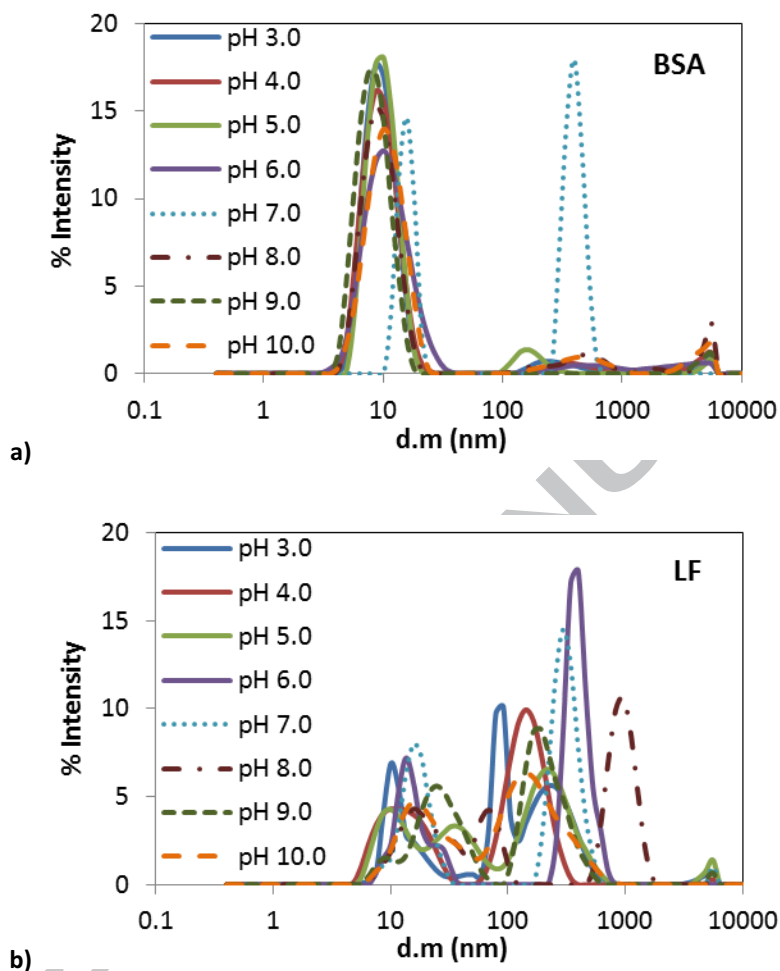 20
15
10
5
0
% Intensity
pH 3.0
pH 4.0
pH 5.0
pH 6.0
pH 7.0
pH 8.0
pH 9.0
pH 10.0
BSA
0.1 1 10 100 1000 10000
d.m (nm)
a)
20
15
10
5
0
% Intensity
pH 3.0
pH 4.0
pH 5.0
pH 6.0
pH 7.0
pH 8.0
pH 9.0
pH 10.0
LF
0.1 1 10 100 1000 10000
d.m (nm)
b)